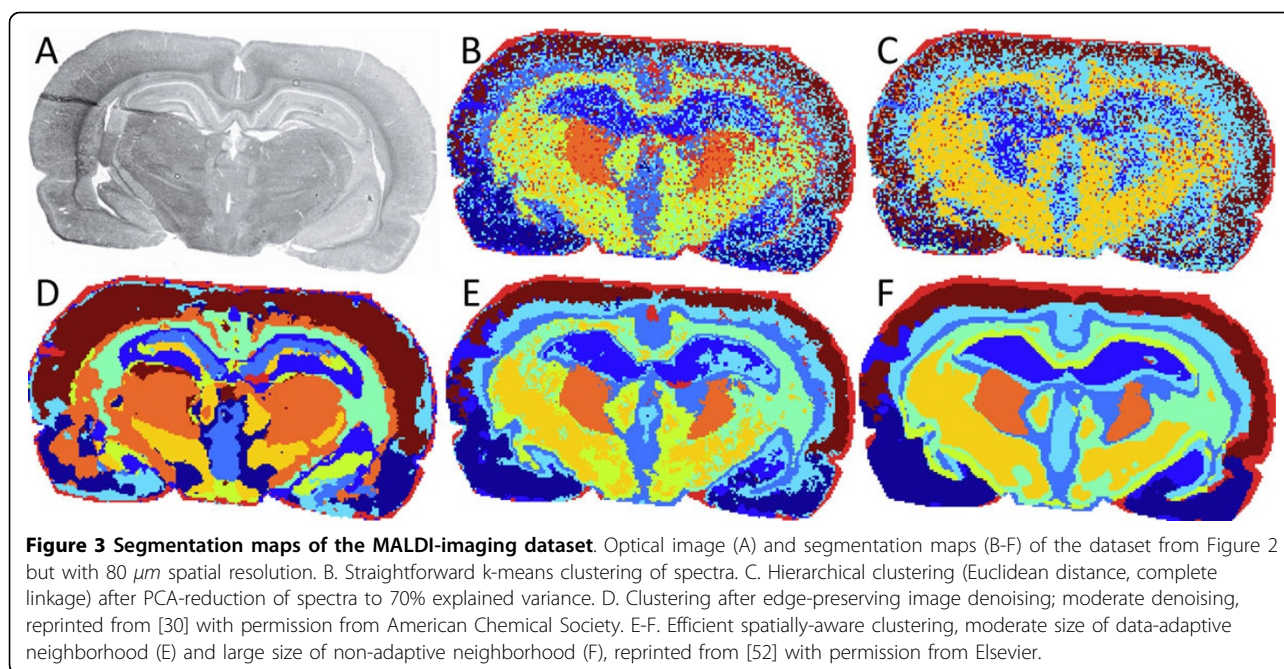 A
B
C
D
E
F
Figure 3 Segmentation maps of the MALDI-imaging dataset. Optical image (A) and segmentation maps (B-F) of the dataset from Figure 2
but with 80 μm spatial resolution. B. Straightforward k-means clustering of spectra. C. Hierarchical clustering (Euclidean distance, complete
linkage) after PCA-reduction of spectra to 70% explained variance. D. Clustering after edge-preserving image denoising; moderate denoising,
reprinted from [30] with permission from American Chemical Society. E-F. Efficient spatially-aware clustering, moderate size of data-adaptive
neighborhood (E) and large size of non-adaptive neighborhood (F), reprinted from [52] with permission from Elsevier.